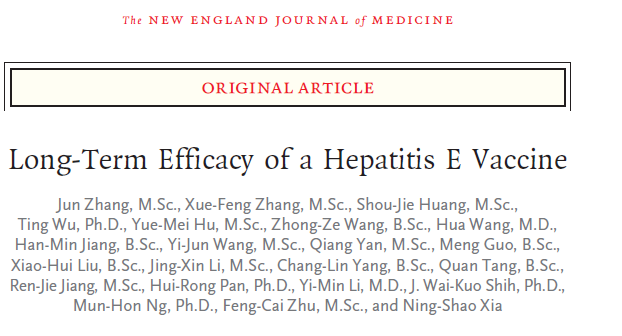 The NEW ENGLAND JOURNAL of MEDICINE
ORIGINAL ARTICLE
Long-Term Efficacy of a Hepatitis E Vaccine
Jun Zhang, M.Sc., Xue-Feng Zhang, M.Sc., Shou-Jie Huang, M.Sc.,
Ting Wu, Ph.D., Yue-Mei Hu, M.Sc., Zhong-Ze Wang, B.Sc., Hua Wang, M.D.,
Han-Min Jiang, B.Sc., Yi-Jun Wang, M.Sc., Qiang Yan, M.Sc., Meng Guo, B.Sc.,
Xiao-Hui Liu, B.Sc., Jing-Xin Li, M.Sc., Chang-Lin Yang, B.Sc., Quan Tang, B.Sc.,
Ren-Jie Jiang, M.Sc., Hui-Rong Pan, Ph.D., Yi-Min Li, M.D., J. Wai-Kuo Shih, Ph.D.,
Mun-Hon Ng, Ph.D., Feng-Cai Zhu, M.Sc., and Ning-Shao Xia